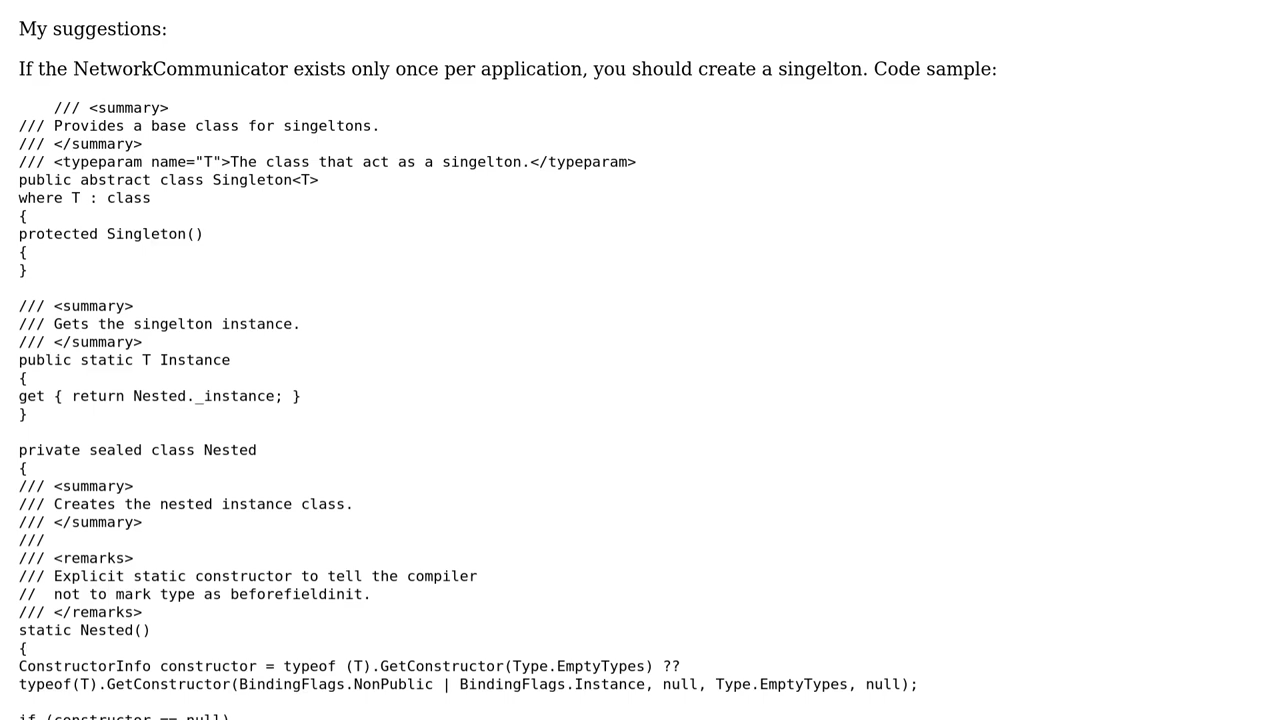 My suggestions:
If the NetworkCommunicator exists only once per application, you should create a singelton. Code sample:
/// <summary>
/// Provides a base class for singeltons.
/// </summary>
/// <typeparam name="T">The class that act as a singelton.</typeparam>
public abstract class Singleton<T>
where T : class
{
protected Singleton()
{
}
/// <summary>
/// Gets the singelton instance.
/// </summary>
public static T Instance
{
get { return Nested._instance; }
}
private sealed class Nested
{
/// <summary>
/// Creates the nested instance class.
/// </summary>
///
/// <remarks>
/// Explicit static constructor to tell the compiler
//  not to mark type as beforefieldinit.
/// </remarks>
static Nested()
{
ConstructorInfo constructor = typeof (T).GetConstructor(Type.EmptyTypes) ??
typeof(T).GetConstructor(BindingFlags.NonPublic | BindingFlags.Instance, null, Type.EmptyTypes, null);
if (constructor == null)